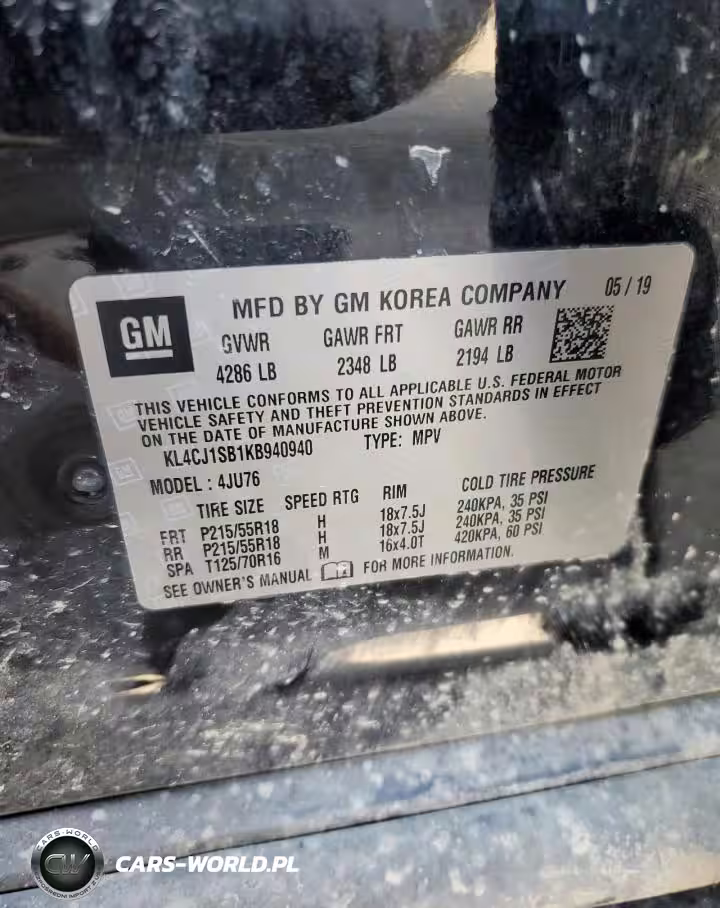 GM
MFD BY GM KOREA COMPANY 05 / 19
GVWR GAWR FRT GAWR RR
4286 LB 2348 LB 2194 LB
THIS VEHICLE CONFORMS TO ALL APPLICABLE U.S. FEDERAL MOTOR
VEHICLE SAFETY AND THEFT PREVENTION STANDARDS IN EFFECT
ON THE DATE OF MANUFACTURE SHOWN ABOVE.
KL4CJ1SB1KB940940 TYPE: MPV
MODEL : 4JU76
TIRE SIZE SPEED RTG RIM COLD TIRE PRESSURE
FRT P215/55R18 H 18x7.5J 240KPA, 35 PSI
RR P215/55R18 H 18x7.5J 240KPA, 35 PSI
SPA T125/70R16 M 16x4.0T 420KPA, 60 PSI
SEE OWNER'S MANUAL FOR MORE INFORMATION.
CARS-WORLD
CW
CARS-WORLD.PL